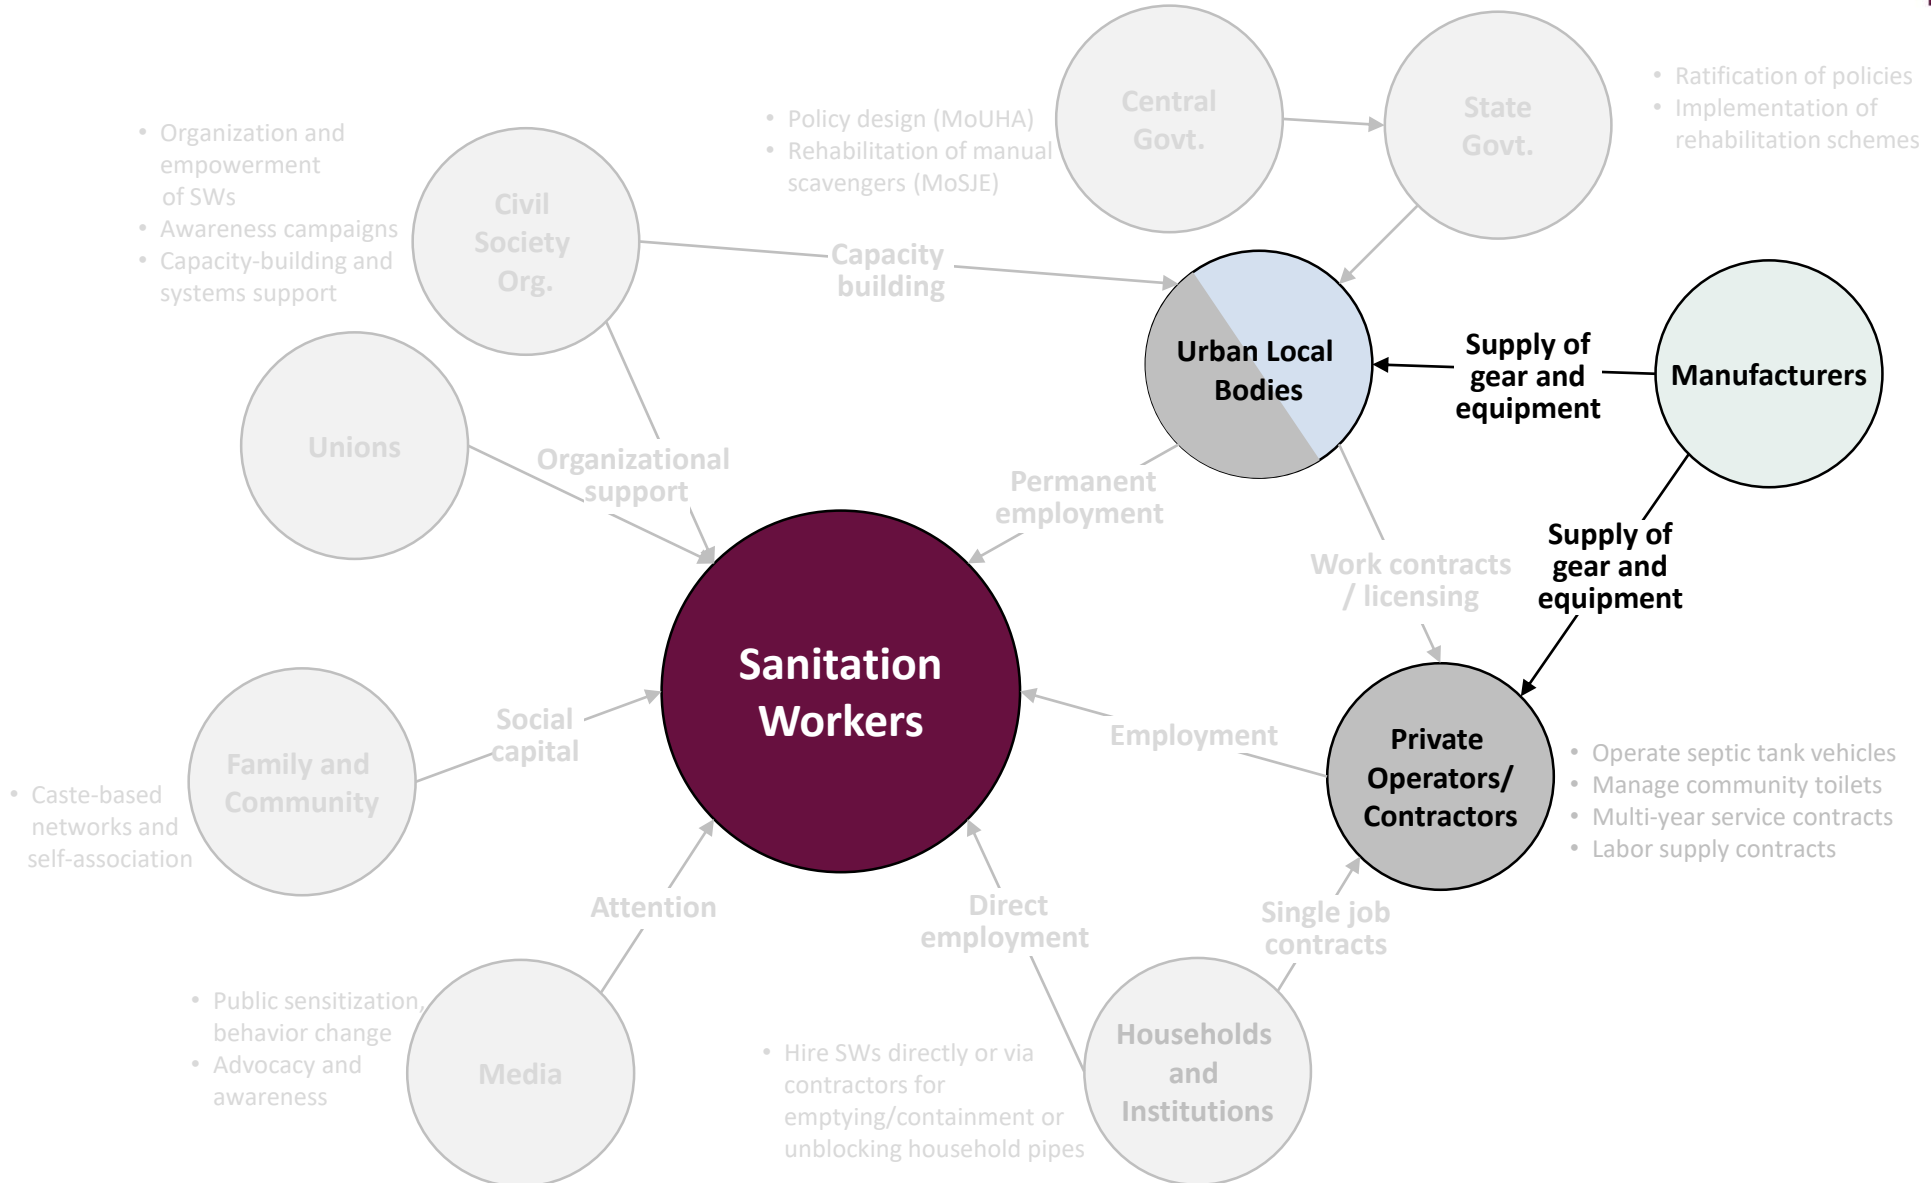 Central
Govt.
State
Govt.
• Ratification of policies
• Implementation of
rehabilitation schemes
• Policy design (MoUHA)
• Rehabilitation of manual
scavengers (MoSJE)
• Organization and
empowerment
of SWs
• Awareness campaigns
• Capacity-building and
systems support
Civil
Society
Org.
Capacity
building
Urban Local
Bodies
Supply of
gear and
equipment
Manufacturers
Unions
Organizational
support
Permanent
employment
Work contracts
/ licensing
Supply of
gear and
equipment
Sanitation
Workers
Social
capital
Family and
Community
• Caste-based
networks and
self-association
Employment
Private
Operators/
Contractors
• Operate septic tank vehicles
• Manage community toilets
• Multi-year service contracts
• Labor supply contracts
Attention
Direct
employment
Single job
contracts
• Public sensitization,
behavior change
• Advocacy and
awareness
Media
• Hire SWs directly or via
contractors for
emptying/containment or
unblocking household pipes
Households
and
Institutions